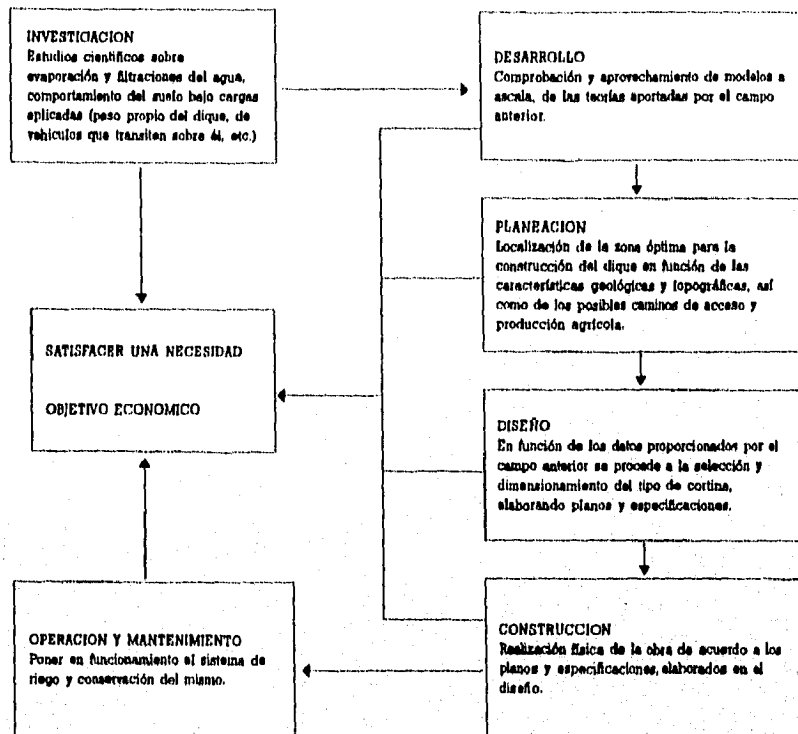 INVESTIGACION
Estudios científicos sobre
evaporación y filtraciones del agua,
comportamiento del suelo bajo cargas
aplicadas (peso propio del dique, de
vehículos que transiten sobre él, etc.)
DESARROLLO
Comprobación y aprovechamiento de modelos a
escala, de las teorías aportadas por el campo
anterior.
PLANEACION
Localización de la zona óptima para la
construcción del dique en función de las
características geológicas y topográficas, así
como de los posibles caminos de acceso y
producción agrícola.
SATISFACER UNA NECESIDAD
OBJETIVO ECONOMICO
DISEÑO
En función de los datos proporcionados por el
campo anterior se procede a la selección y
dimensionamiento del tipo de cortina,
elaborando planos y especificaciones.
OPERACION Y MANTENIMIENTO
Poner en funcionamiento el sistema de
riego y conservación del mismo.
CONSTRUCCION
Realización física de la obra de acuerdo a los
planos y especificaciones, elaborados en el
diseño.